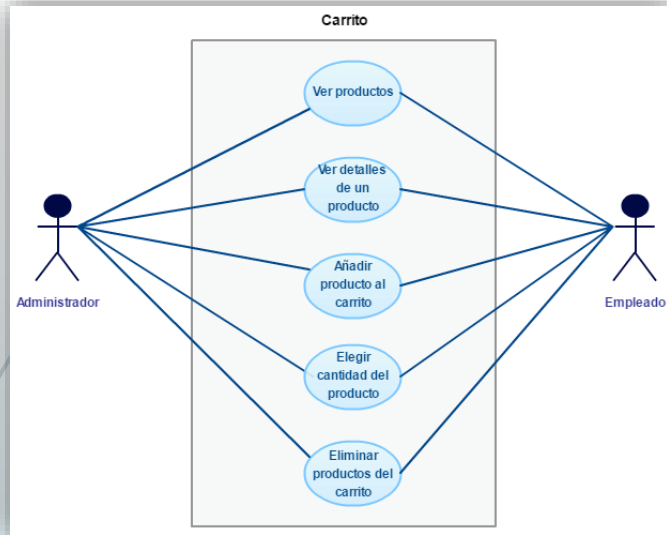 Carrito
Ver productos
Ver detalles
de un
producto
Añadir
producto al
carrito
Administrador
Empleado
Elegir
cantidad del
producto
Eliminar
productos del
carrito